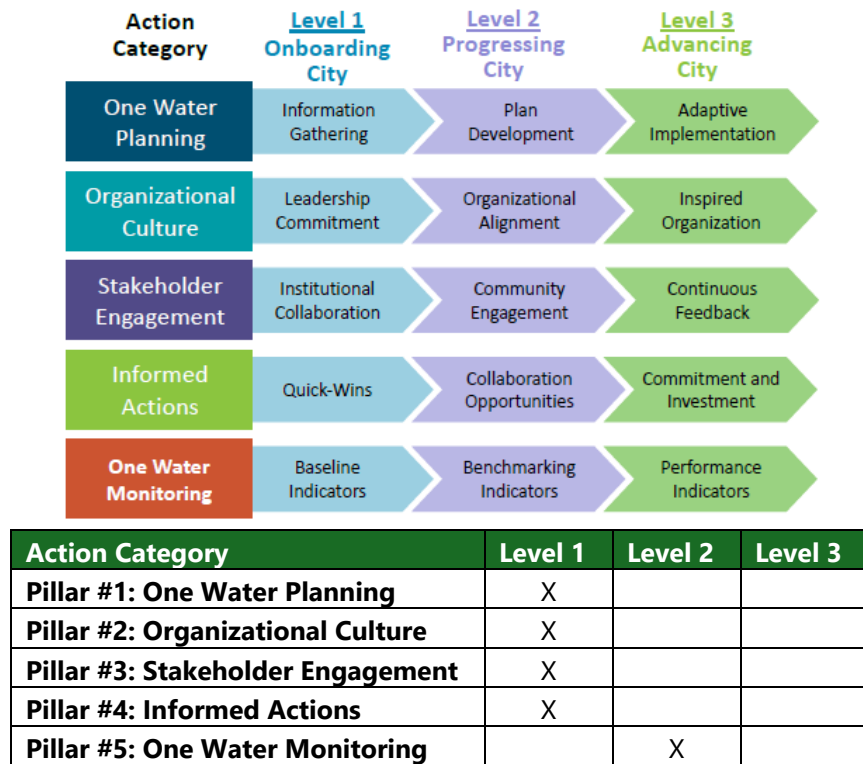 Action
Category
Level 1
Onboarding
City
Level 2
Progressing
City
Level 3
Advancing
City
One Water
Planning
Information
Gathering
Plan
Development
Adaptive
Implementation
Organizational
Culture
Leadership
Commitment
Organizational
Alignment
Inspired
Organization
Stakeholder
Engagement
Institutional
Collaboration
Community
Engagement
Continuous
Feedback
Informed
Actions
Quick-Wins
Collaboration
Opportunities
Commitment and
Investment
One Water
Monitoring
Baseline
Indicators
Benchmarking
Indicators
Performance
Indicators
Action Category Level 1 Level 2 Level 3
Pillar #1: One Water Planning X
Pillar #2: Organizational Culture X
Pillar #3: Stakeholder Engagement X
Pillar #4: Informed Actions X
Pillar #5: One Water Monitoring X